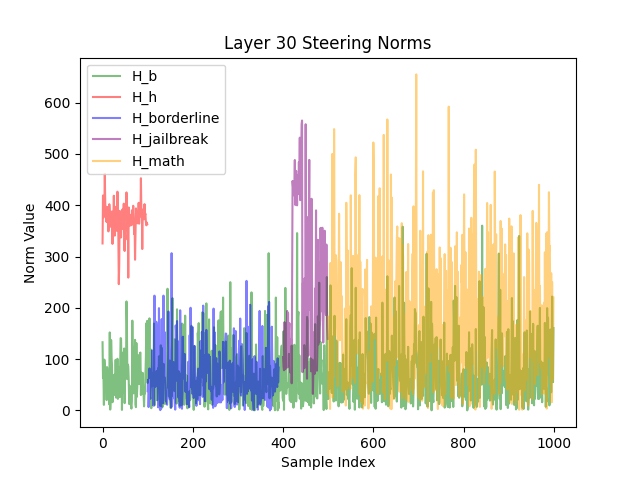 Layer 30 Steering Norms
H_b
H_h
H_borderline
H_jailbreak
H_math
Norm Value
600
500
400
300
200
100
0
0
200
400
600
800
1000
Sample Index